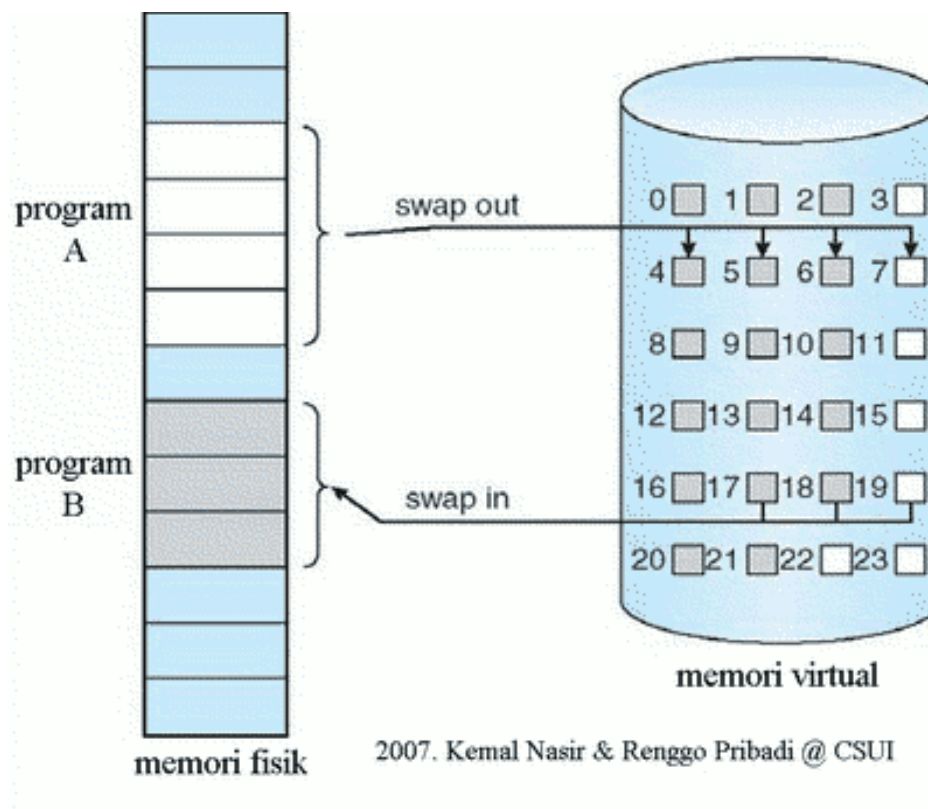 program
A
swap out
0 1 2 3
4 5 6 7
8 9 10 11
12 13 14 15
program
B
swap in
16 17 18 19
20 21 22 23
memori virtual
memori fisik
2007. Kemal Nasir & Renggo Pribadi @ CSUI